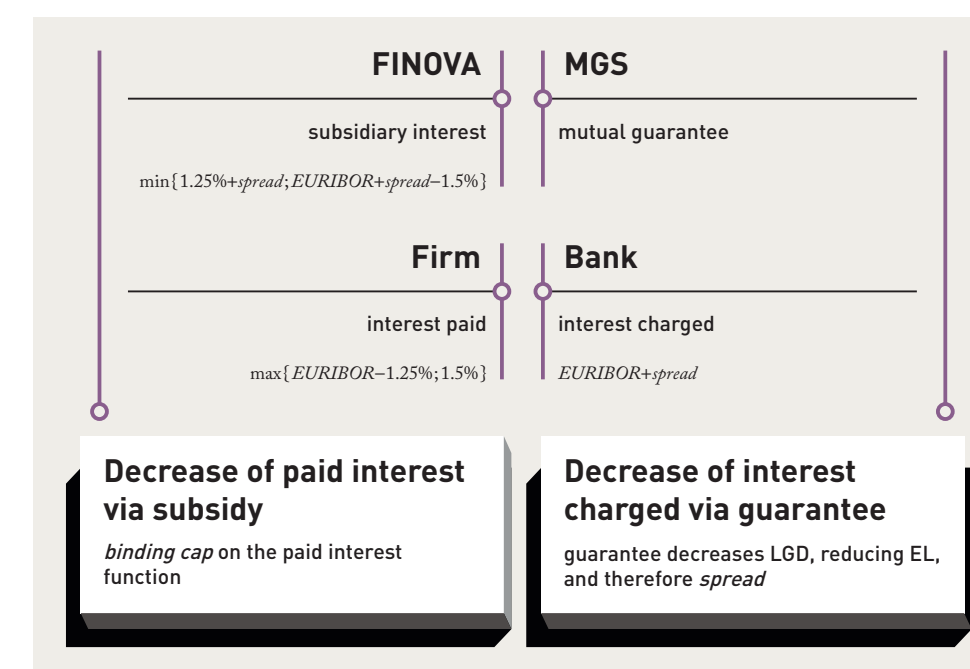 FINOVA
subsidiary interest
min{1.25%+spread;EURIBOR+spread–1.5%}
MGS
mutual guarantee
Firm
interest paid
max{EURIBOR–1.25%;1.5%}
Bank
interest charged
EURIBOR+spread
Decrease of paid interest
via subsidy
binding cap on the paid interest
function
Decrease of interest
charged via guarantee
guarantee decreases LGD, reducing EL,
and therefore spread